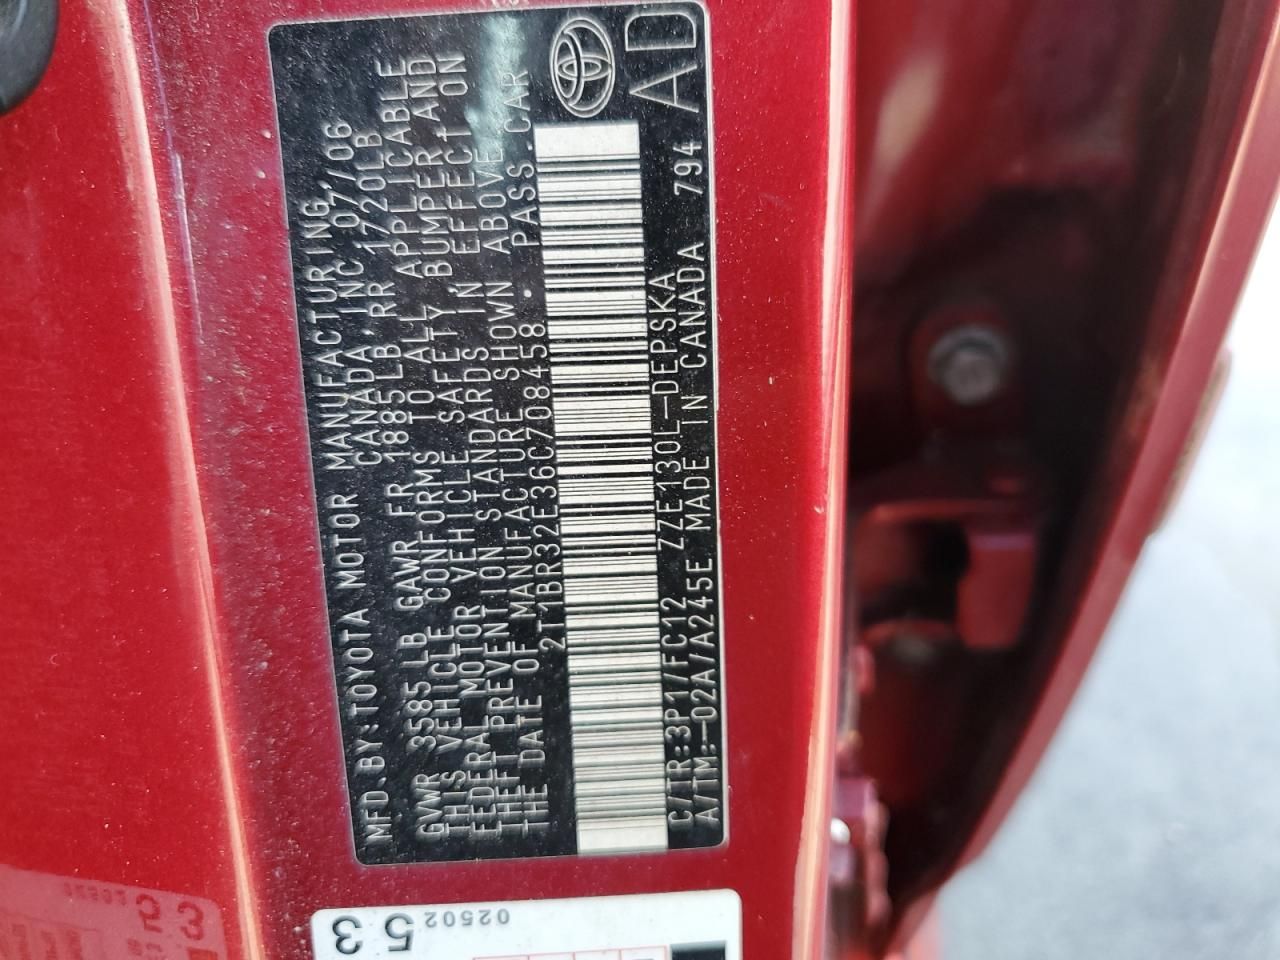 MFD.BY:TOYOTA MOTOR MANUFACTURING
CANADA INC 07/06
GVWR 3585LB GAWR FR 1885LB RR 1720LB
THIS VEHICLE CONFORMS TO ALL APPLICABLE
FEDERAL MOTOR VEHICLE SAFETY,BUMPER,AND
THEFT PREVENTION STANDARDS IN EFFECT ON
THE DATE OF MANUFACTURE SHOWN ABOVE.
2T1BR32E36C708458 PASS.CAR
C/TR:3P1/FC12 ZZE130L-DEPSKA
A/TM:-02A/A245E MADE IN CANADA 794
AD
02502
53